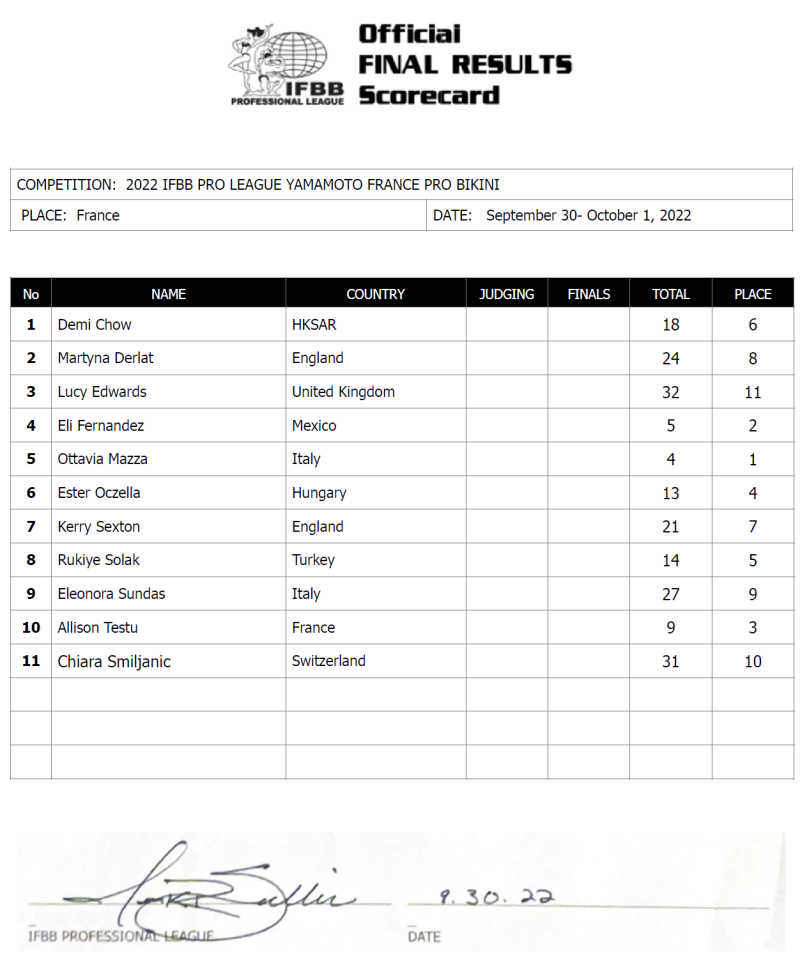 Official
FINAL RESULTS
Scorecard
IFBB
PROFESSIONAL LEAGUE
COMPETITION: 2022 IFBB PRO LEAGUE YAMAMOTO FRANCE PRO BIKINI
PLACE: France DATE: September 30- October 1, 2022
No NAME COUNTRY JUDGING FINALS TOTAL PLACE
1 Demi Chow HKSAR 18 6
2 Martyna Derlat England 24 8
3 Lucy Edwards United Kingdom 32 11
4 Eli Fernandez Mexico 5 2
5 Ottavia Mazza Italy 4 1
6 Ester Oczella Hungary 13 4
7 Kerry Sexton England 21 7
8 Rukiye Solak Turkey 14 5
9 Eleonora Sundas Italy 27 9
10 Allison Testu France 9 3
11 Chiara Smiljanic Switzerland 31 10
9.30.22
IFBB PROFESSIONAL LEAGUE DATE